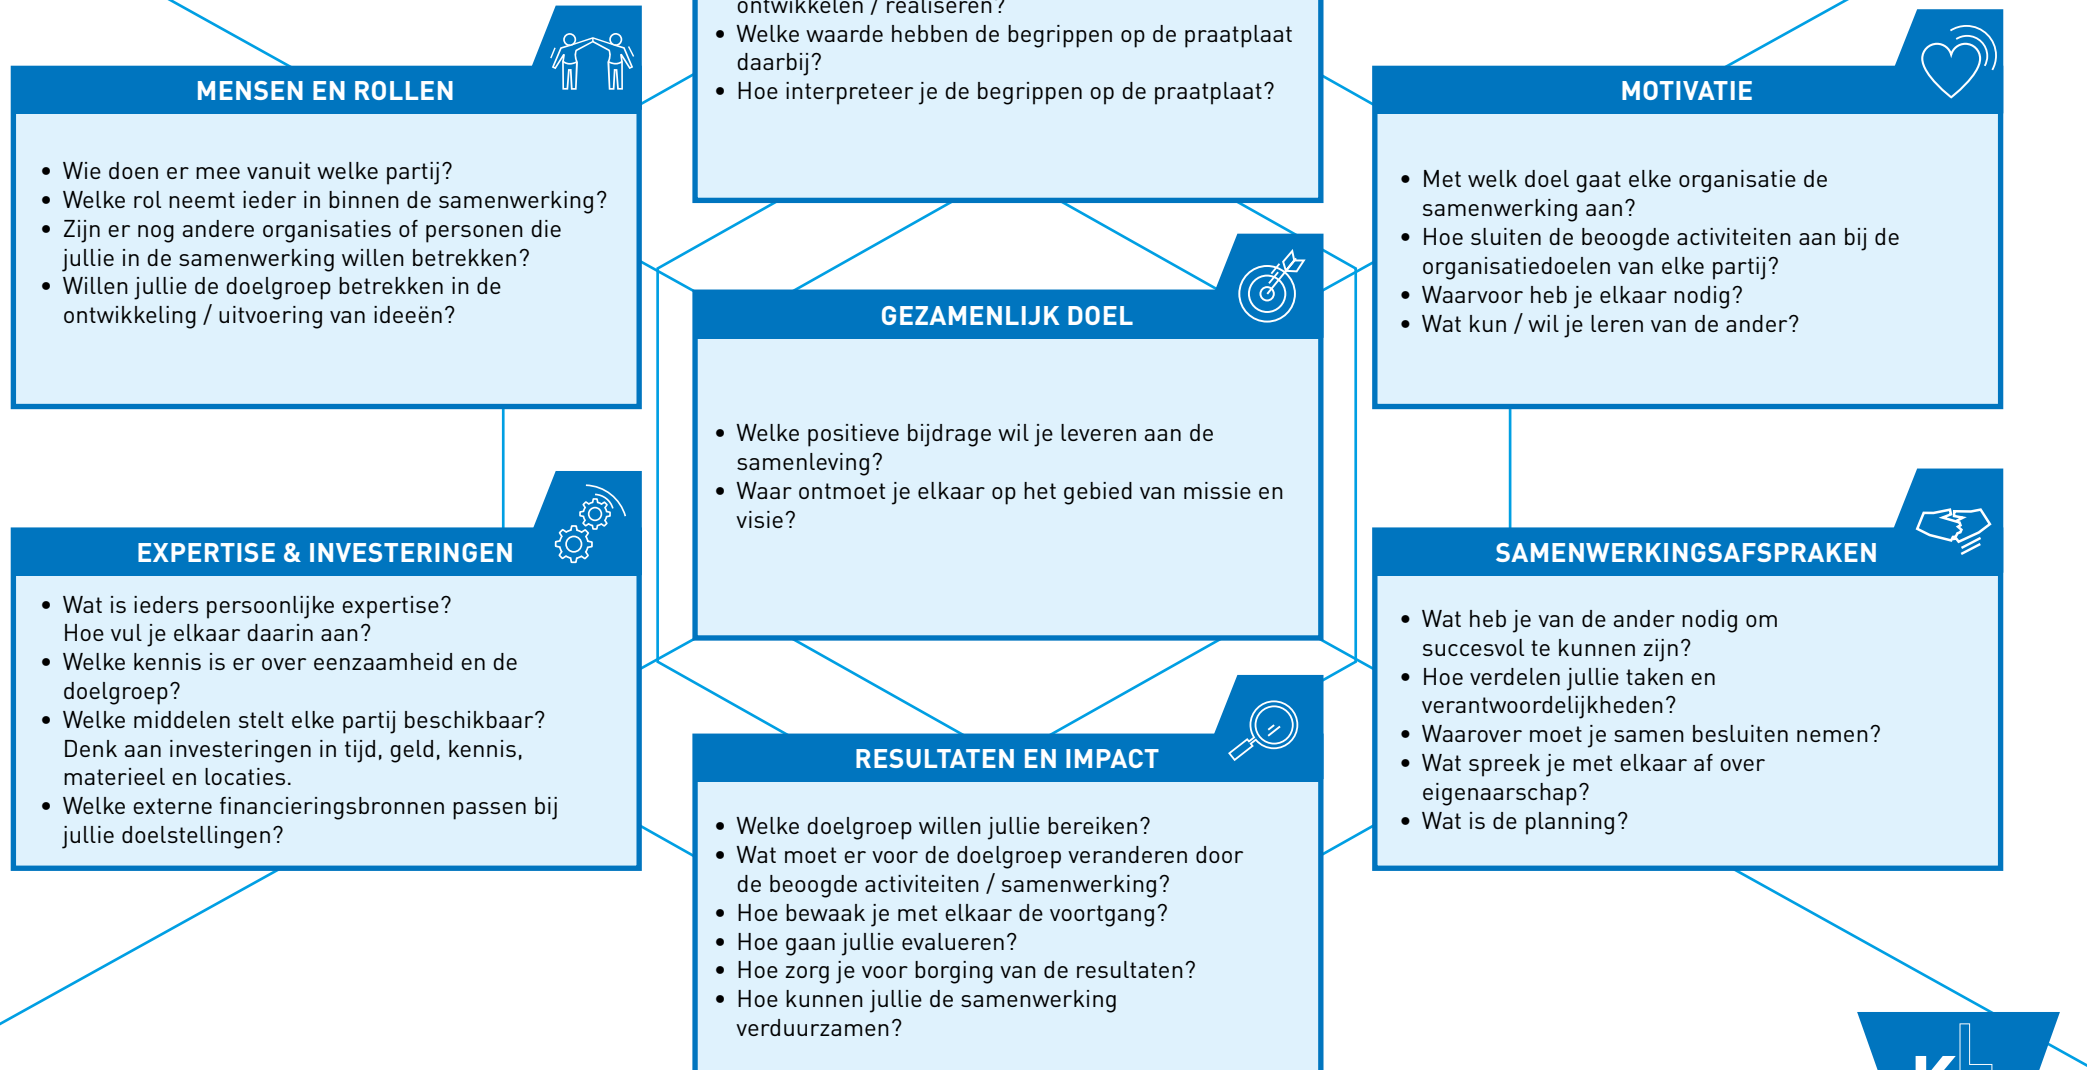 ontwikkelen / realiseren?
• Welke waarde hebben de begrippen op de praatplaat
daarbij?
• Hoe interpreteer je de begrippen op de praatplaat?
MENSEN EN ROLLEN
• Wie doen er mee vanuit welke partij?
• Welke rol neemt ieder in binnen de samenwerking?
• Zijn er nog andere organisaties of personen die
jullie in de samenwerking willen betrekken?
• Willen jullie de doelgroep betrekken in de
ontwikkeling / uitvoering van ideeën?
MOTIVATIE
• Met welk doel gaat elke organisatie de
samenwerking aan?
• Hoe sluiten de beoogde activiteiten aan bij de
organisatiedoelen van elke partij?
• Waarvoor heb je elkaar nodig?
• Wat kun / wil je leren van de ander?
GEZAMENLIJK DOEL
• Welke positieve bijdrage wil je leveren aan de
samenleving?
• Waar ontmoet je elkaar op het gebied van missie en
visie?
EXPERTISE & INVESTERINGEN
• Wat is ieders persoonlijke expertise?
Hoe vul je elkaar daarin aan?
• Welke kennis is er over eenzaamheid en de
doelgroep?
• Welke middelen stelt elke partij beschikbaar?
Denk aan investeringen in tijd, geld, kennis,
materieel en locaties.
• Welke externe financieringsbronnen passen bij
jullie doelstellingen?
SAMENWERKINGSAFSPRAKEN
• Wat heb je van de ander nodig om
succesvol te kunnen zijn?
• Hoe verdelen jullie taken en
verantwoordelijkheden?
• Waarover moet je samen besluiten nemen?
• Wat spreek je met elkaar af over
eigenaarschap?
• Wat is de planning?
RESULTATEN EN IMPACT
• Welke doelgroep willen jullie bereiken?
• Wat moet er voor de doelgroep veranderen door
de beoogde activiteiten / samenwerking?
• Hoe bewaak je met elkaar de voortgang?
• Hoe gaan jullie evalueren?
• Hoe zorg je voor borging van de resultaten?
• Hoe kunnen jullie de samenwerking
verduurzamen?
KL